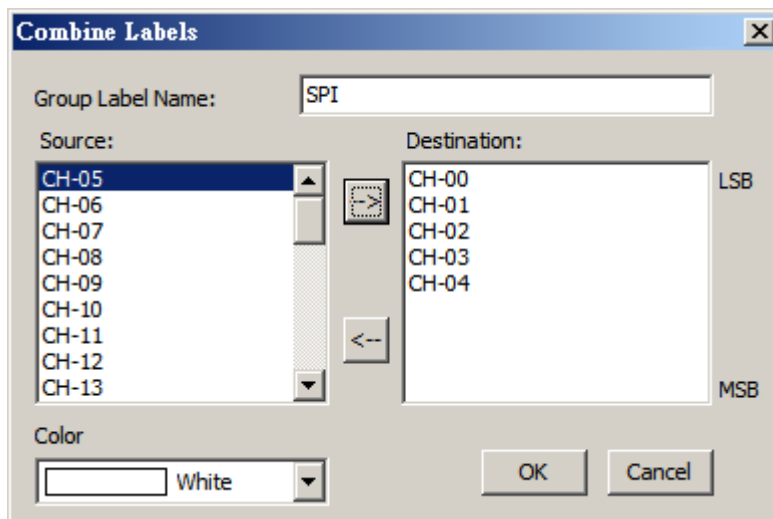 Combine Labels
Group Label Name: SPI
Source: Destination:
CH-05
CH-06
CH-07
CH-08
CH-09
CH-10
CH-11
CH-12
CH-13
-->
<--
CH-00
CH-01
CH-02
CH-03
CH-04
LSB
MSB
Color
White
OK Cancel